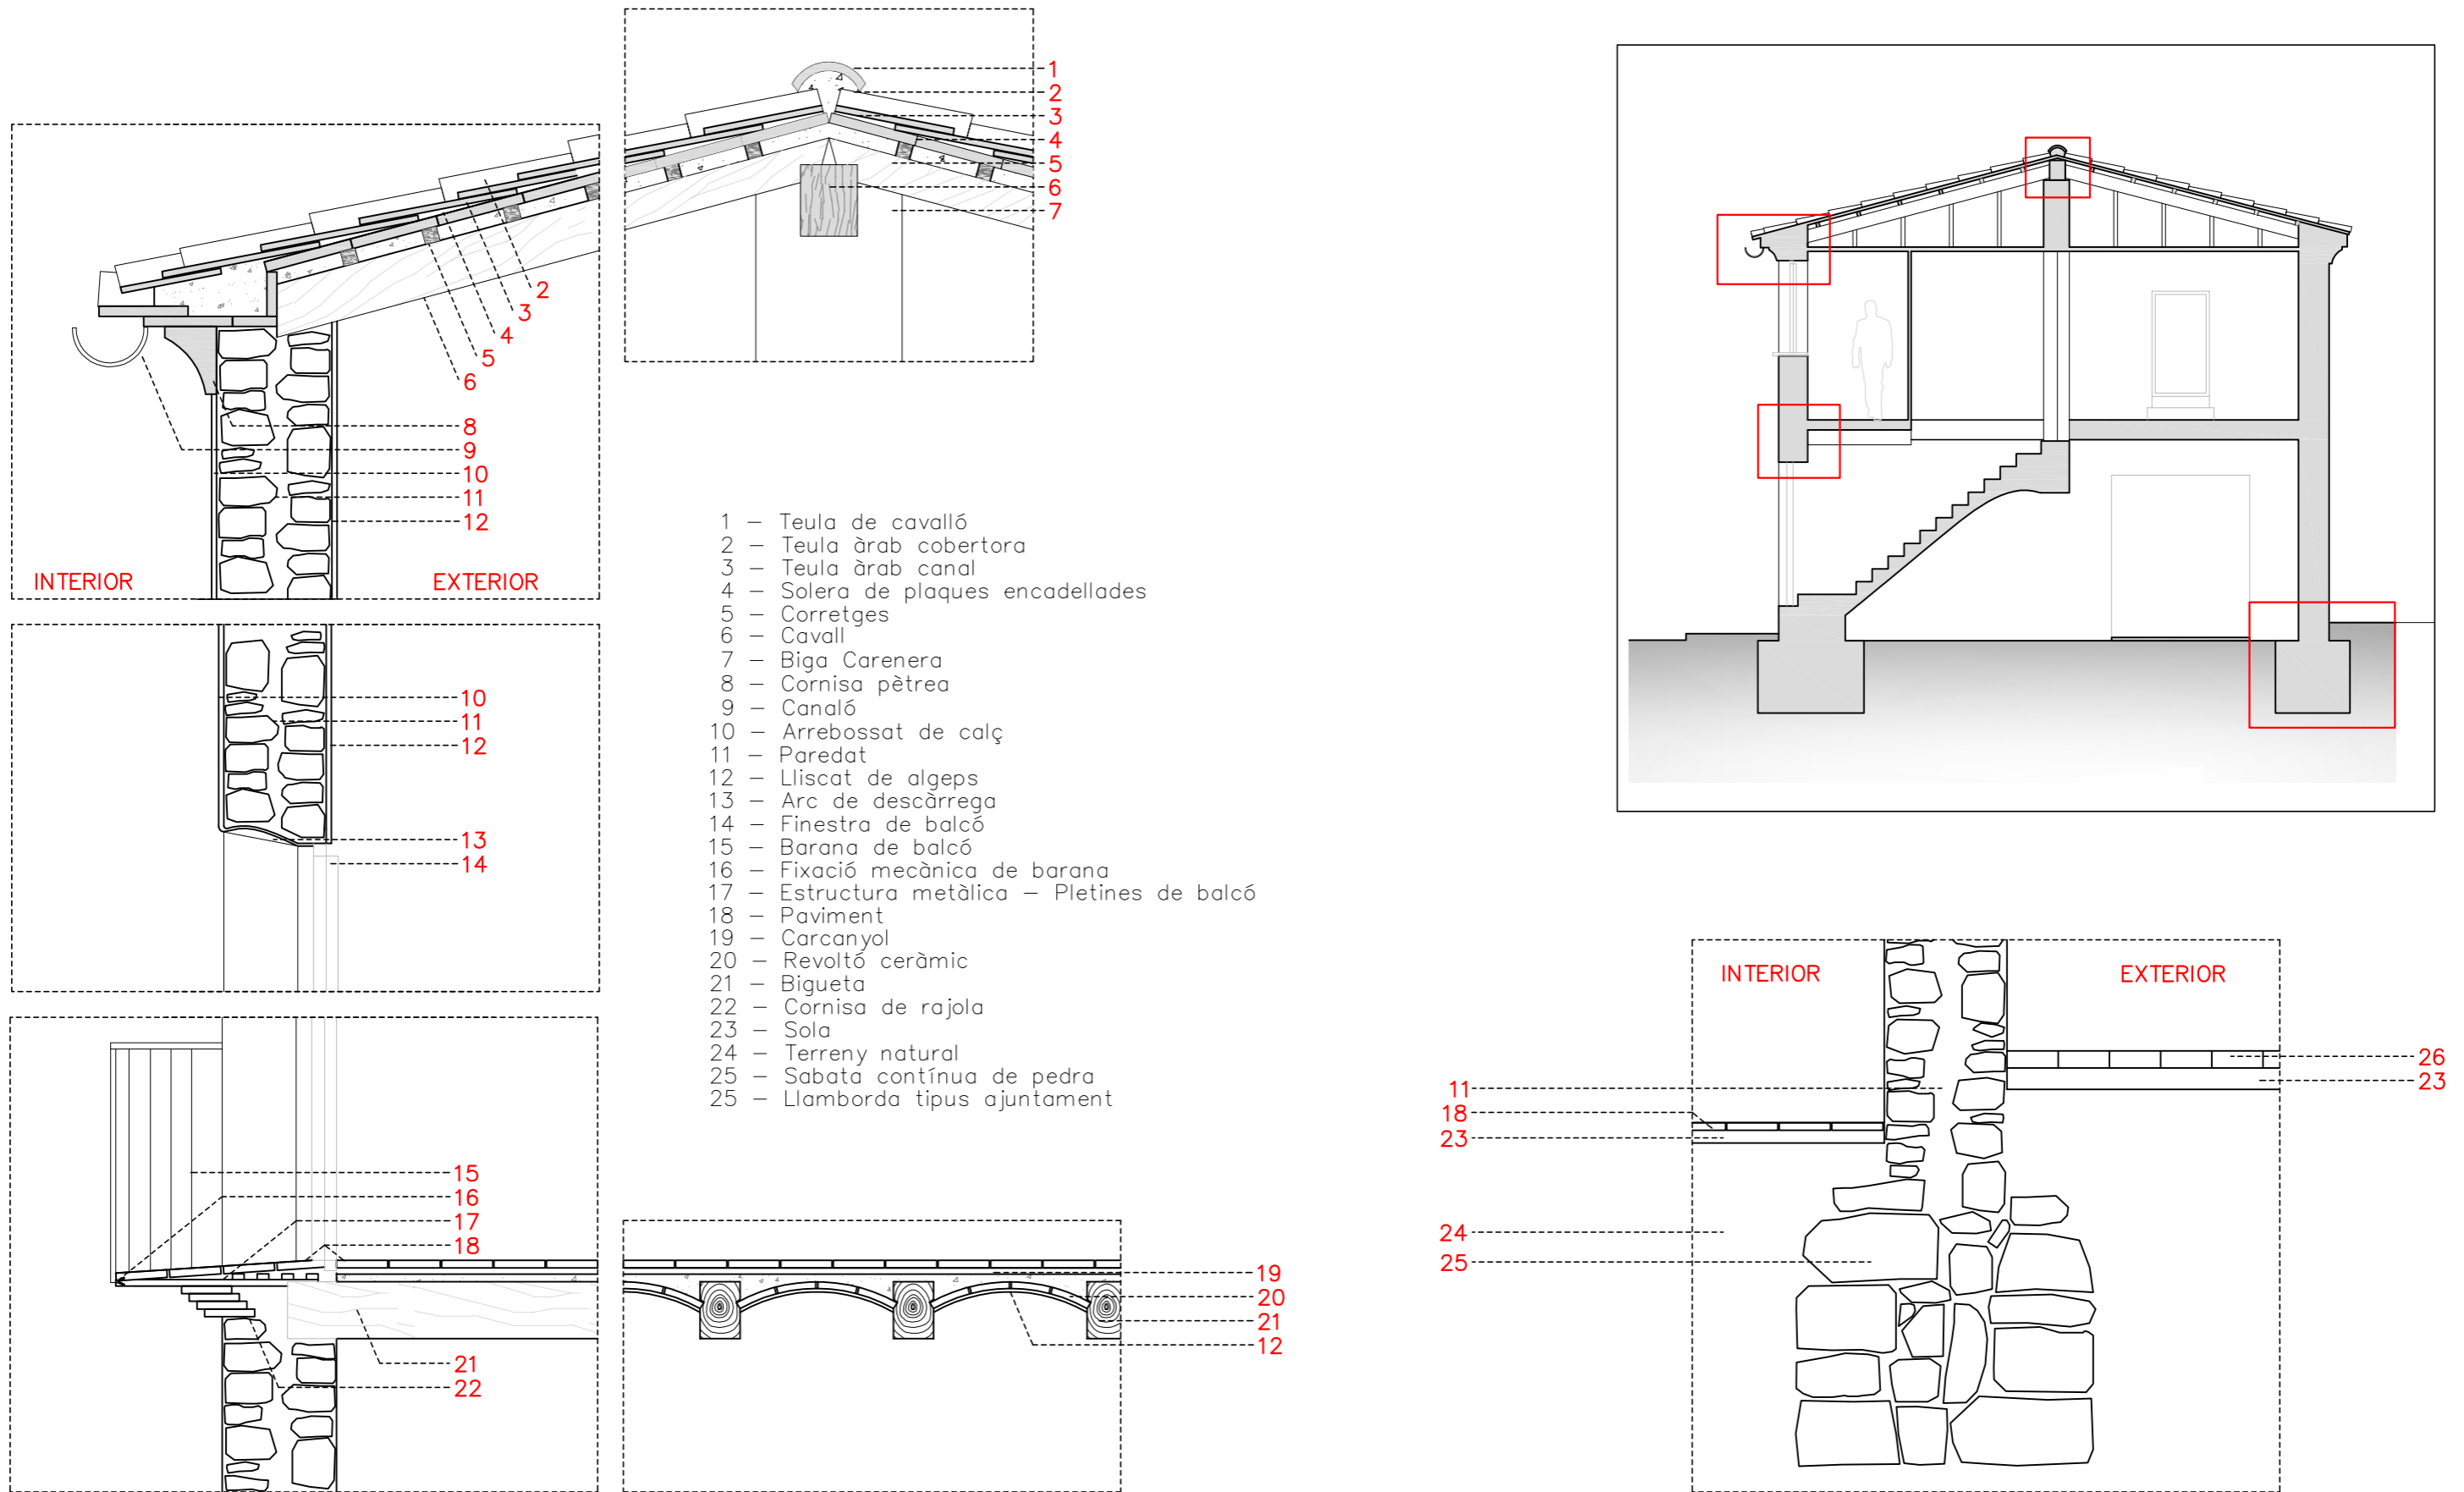 1
2
3
4
5
6
7
2
3
4
5
6
8
9
10
11
12
INTERIOR EXTERIOR
10
11
12
13
14
15
16
17
18
21
22
1 – Teula de cavalló
2 – Teula àrab cobertora
3 – Teula àrab canal
4 – Solera de plaques encadellades
5 – Corretges
6 – Cavall
7 – Biga Carenera
8 – Cornisa pètrea
9 – Canaló
10 – Arrebossat de calç
11 – Paredat
12 – Lliscat de algeps
13 – Arc de descàrrega
14 – Finestra de balcó
15 – Barana de balcó
16 – Fixació mecànica de barana
17 – Estructura metàlica – Pletines de balcó
18 – Paviment
19 – Carcanyol
20 – Revoltó ceràmic
21 – Bigueta
22 – Cornisa de rajola
23 – Sola
24 – Terreny natural
25 – Sabata contínua de pedra
25 – Llamborda tipus ajuntament
19
20
21
12
INTERIOR EXTERIOR
26
23
11
18
23
24
25